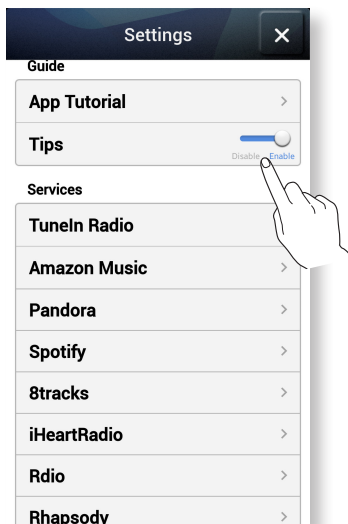 Settings
Guide
App Tutorial
Tips
Disable Enable
Services
TuneIn Radio
Amazon Music
Pandora
Spotify
8tracks
iHeartRadio
Rdio
Rhapsody